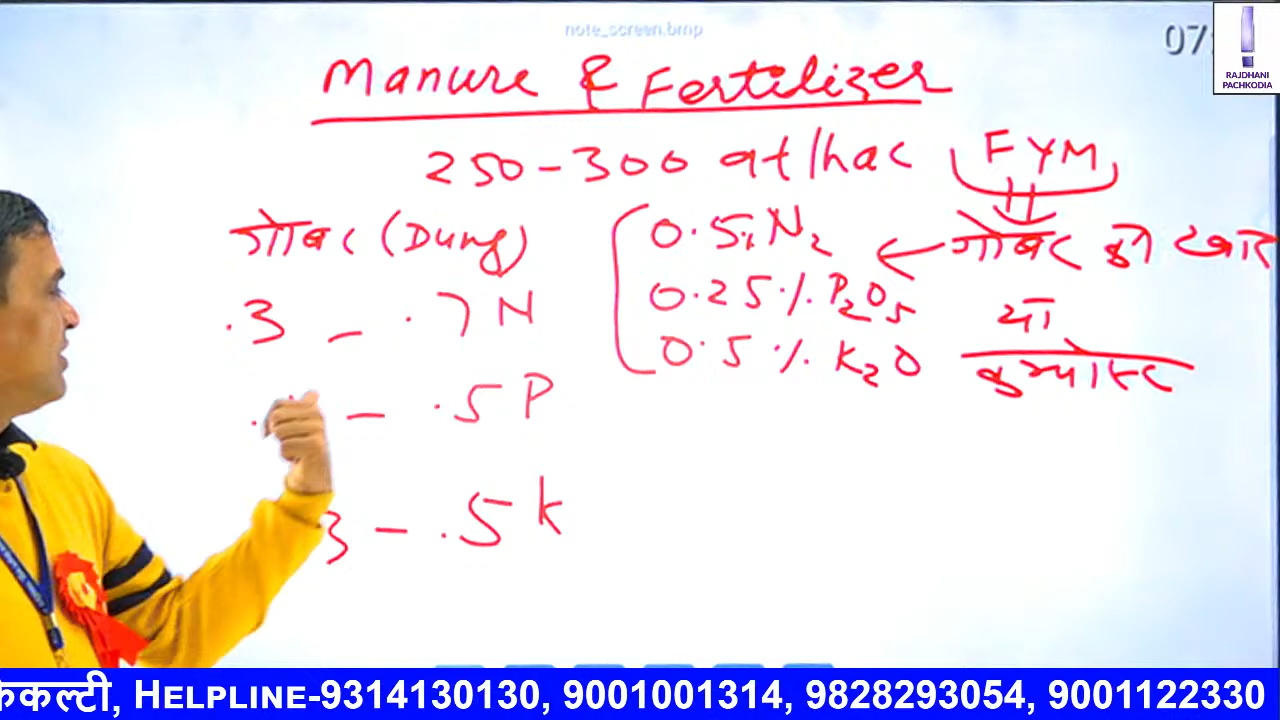 note_screen.bmp
07:
RAJDHANI
PACHKODIA
Manure & Fertilizer
250-300 qt/hac FYM
गोबर (Dung)
0.5% N2
गोबर की खाद
.3 - .7 N
0.25 % P2O5
या
0.5 % K2O
कम्पोस्ट
- .5 P
3 - .5 K
फेकल्टी, HELPLINE-9314130130, 9001001314, 9828293054, 9001122330